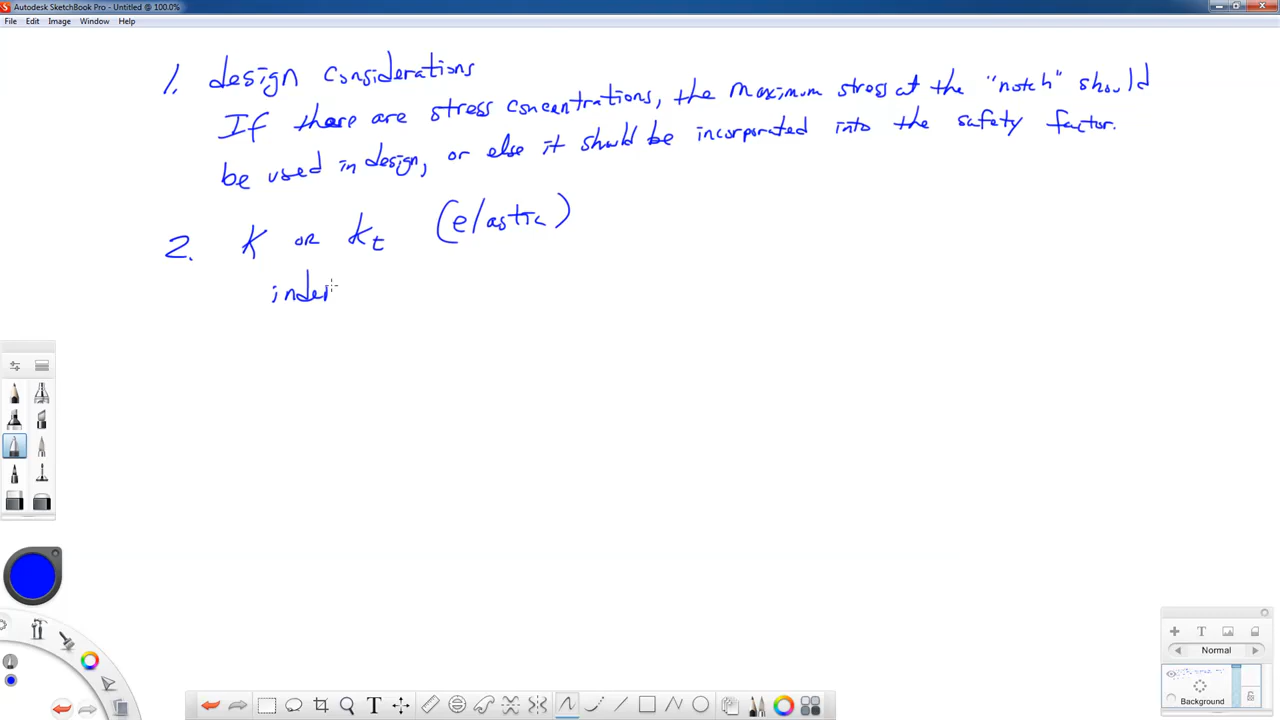 Autodesk SketchBook Pro - Untitled @ 100.0%
File Edit Image Window Help
1. design considerations
If there are stress concentrations, the maximum stress at the "notch" should
be used in design, or else it should be incorporated into the safety factor.
2. K or Kt (elastic)
inder
Normal
Background